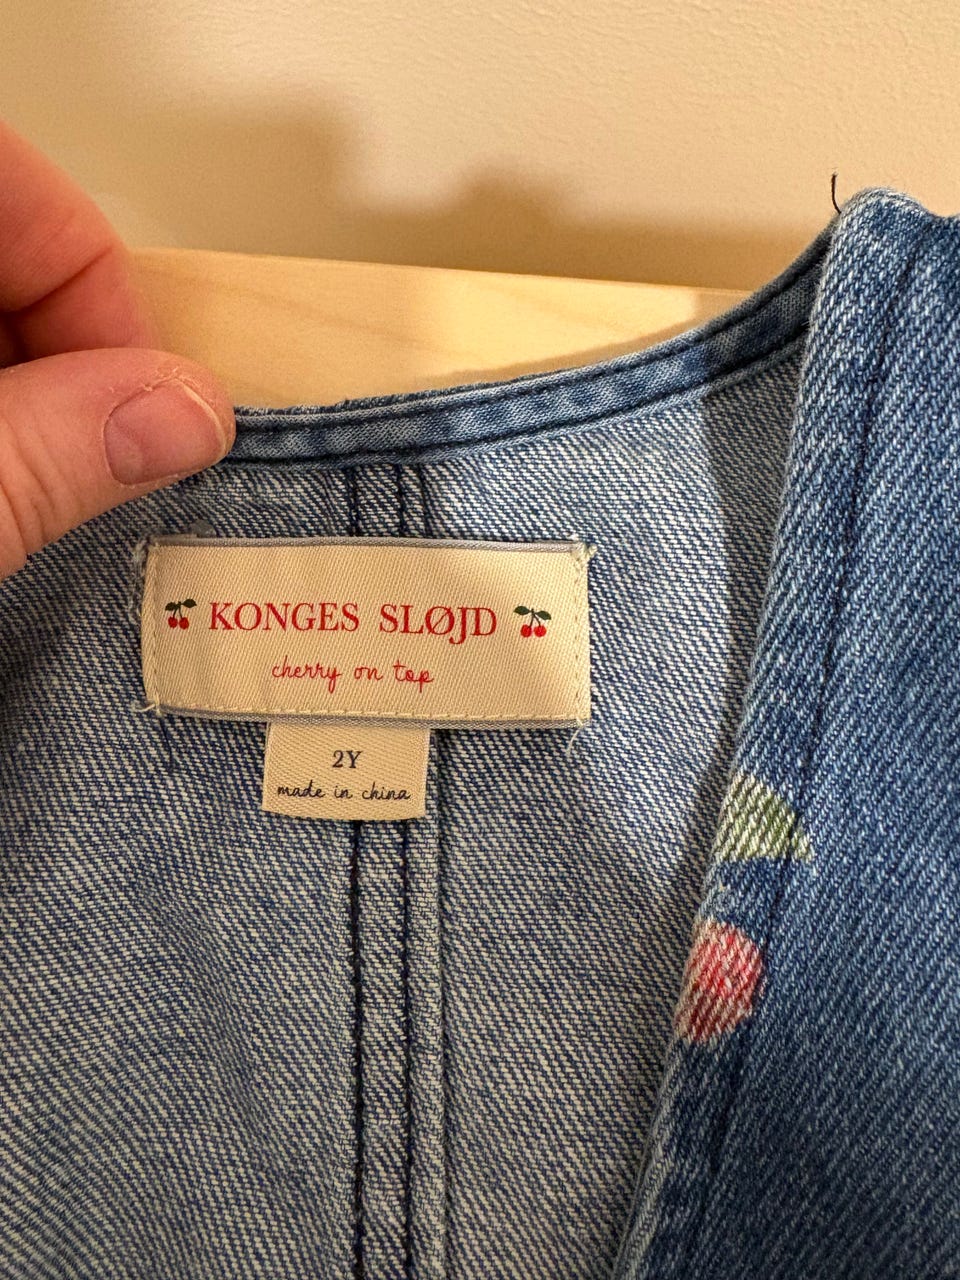 KONGES SLØJD
cherry on top
2Y
made in china